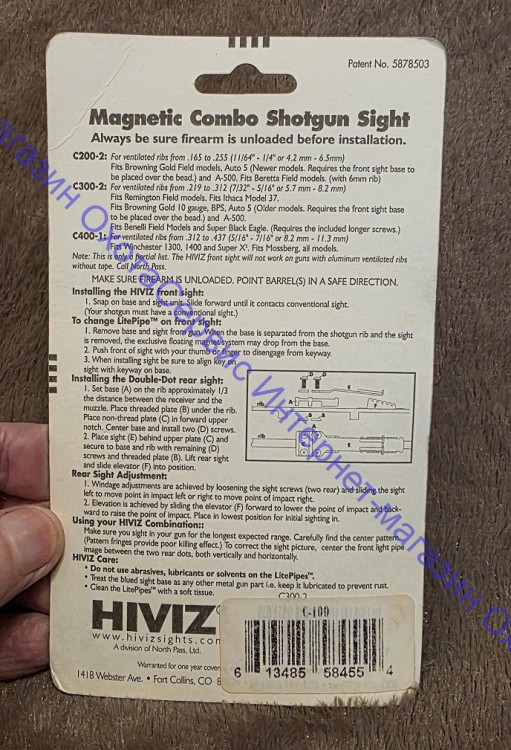 Patent No. 5878503
Magnetic Combo Shotgun Sight
Always be sure firearm is unloaded before installation.
C200-2: For ventilated ribs from .165 to .255 (11/64" - 1/4" or 4.2 mm - 6.5mm)
Fits Browning Gold Field models, Auto 5 (Newer models. Requires the front sight base to
be placed over the bead.) and A-500. Fits Beretta Field models. (with 6mm rib)
C300-2: For ventilated ribs from .219 to .312 (7/32" - 5/16" or 5.7 mm - 8.2 mm)
Fits Remington Field models. Fits Ithaca Model 37.
Fits Browning Gold 10 gauge, BPS, Auto 5 (Older models. Requires the front sight base
to be placed over the bead.) and A-500.
Fits Benelli Field Models and Super Black Eagle. (Requires the included longer screws.)
C400-1: For ventilated ribs from .312 to .437 (5/16" - 7/16" or 8.2 mm - 11.3 mm)
Fits Winchester 1300, 1400 and Super X². Fits Mossberg, all models.
Note: This is only a partial list. The HIVIZ front sight will not work on guns with aluminum ventilated ribs
without tape. Call North Pass.
MAKE SURE FIREARM IS UNLOADED. POINT BARREL(S) IN A SAFE DIRECTION.
Installing the HIVIZ front sight:
1. Snap on base and sight unit. Slide forward until it contacts conventional sight.
(Your shotgun must have a conventional sight.)
To change LitePipe™ on front sight:
1. Remove base and sight from gun. When the base is separated from the shotgun rib and the sight
is removed, the exclusive floating magnet system may drop from the base.
2. Push front of sight with your thumb or finger to disengage from keyway.
3. When installing sight be sure to align key on
sight with keyway on base.
Installing the Double-Dot rear sight:
1. Set base (A) on the rib approximately 1/3
the distance between the receiver and the
muzzle. Place threaded plate (B) under the rib.
Place non-thread plate (C) in forward upper
notch. Center base and install two (D) screws.
2. Place sight (E) behind upper plate (C) and
secure to base and rib with remaining (D)
screws and threaded plate (B). Lift rear sight
and slide elevator (F) into position.
D D
A
F
rib
B B
A
rib
E
Rear Sight Adjustment:
1. Windage adjustments are achieved by loosening the sight screws (two rear) and sliding the sight
left to move point in impact left or right to move point of impact right.
2. Elevation is achieved by sliding the elevator (F) forward to lower the point of impact and back-
ward to raise the point of impact. Place in lowest position for initial sighting in.
Using your HIVIZ Combination::
Make sure you sight in your gun for the longest expected range. Carefully find the center pattern.
(Pattern fringes provide poor killing effect.) To correct the sight picture, center the front light pipe
image between the two rear dots, both vertically and horizontally.
HIVIZ Care:
• Do not use abrasives, lubricants or solvents on the LitePipes™.
• Treat the blued sight base as any other metal gun part i.e. keep it lubricated to prevent rust.
• Clean the LitePipes™ with a soft tissue.
C300-2
HIVIZ
www.hivizsights.com
A division of North Pass, Ltd.
Warranted for one year
1418 Webster Ave. • Fort Collins, CO
C-400
6 13485 58455 4
магазин ОхотаСервис Интернет-магазин Охо